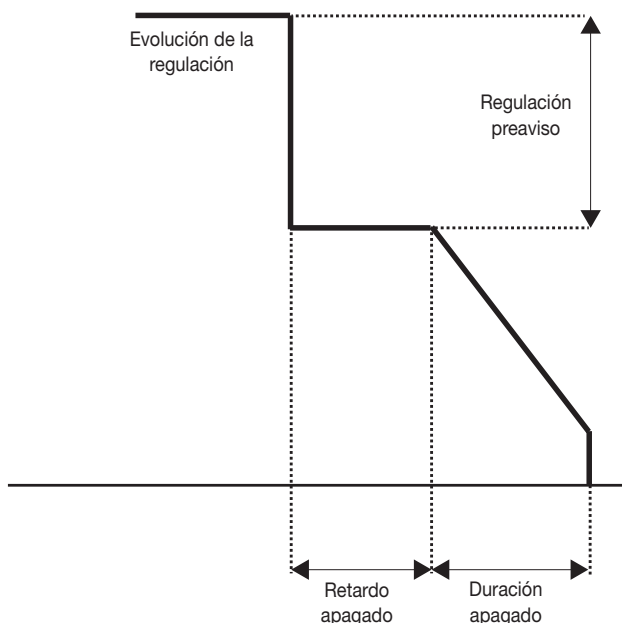 Evolución de la
regulación
Regulación
preaviso
Retardo
apagado
Duración
apagado